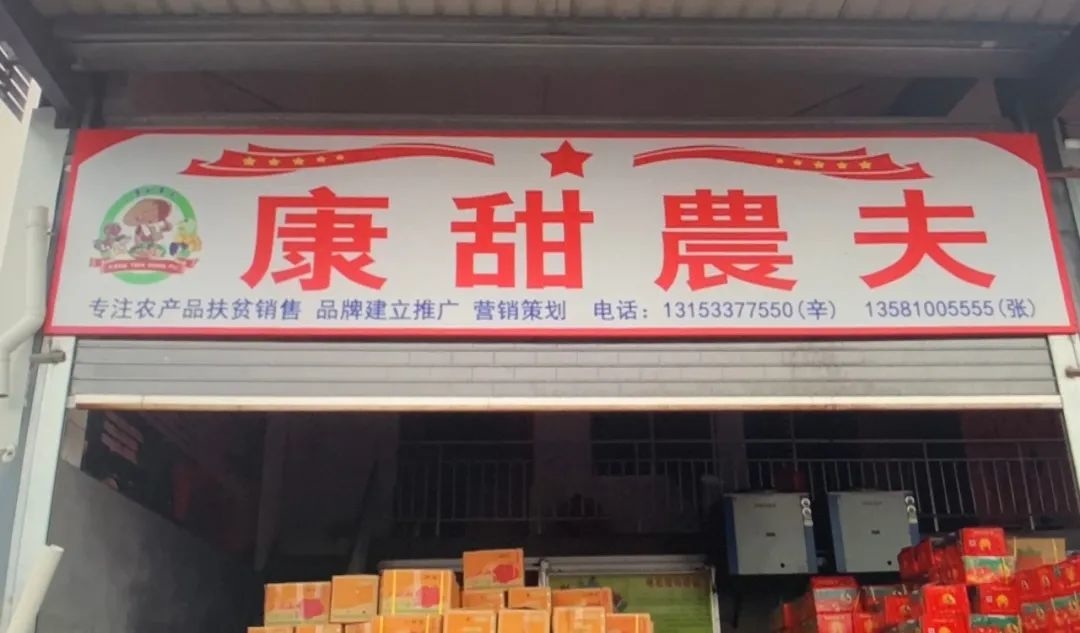 康甜農夫
专注农产品扶贫销售 品牌建立推广 营销策划 电话：13153377550(辛) 13581005555(张)